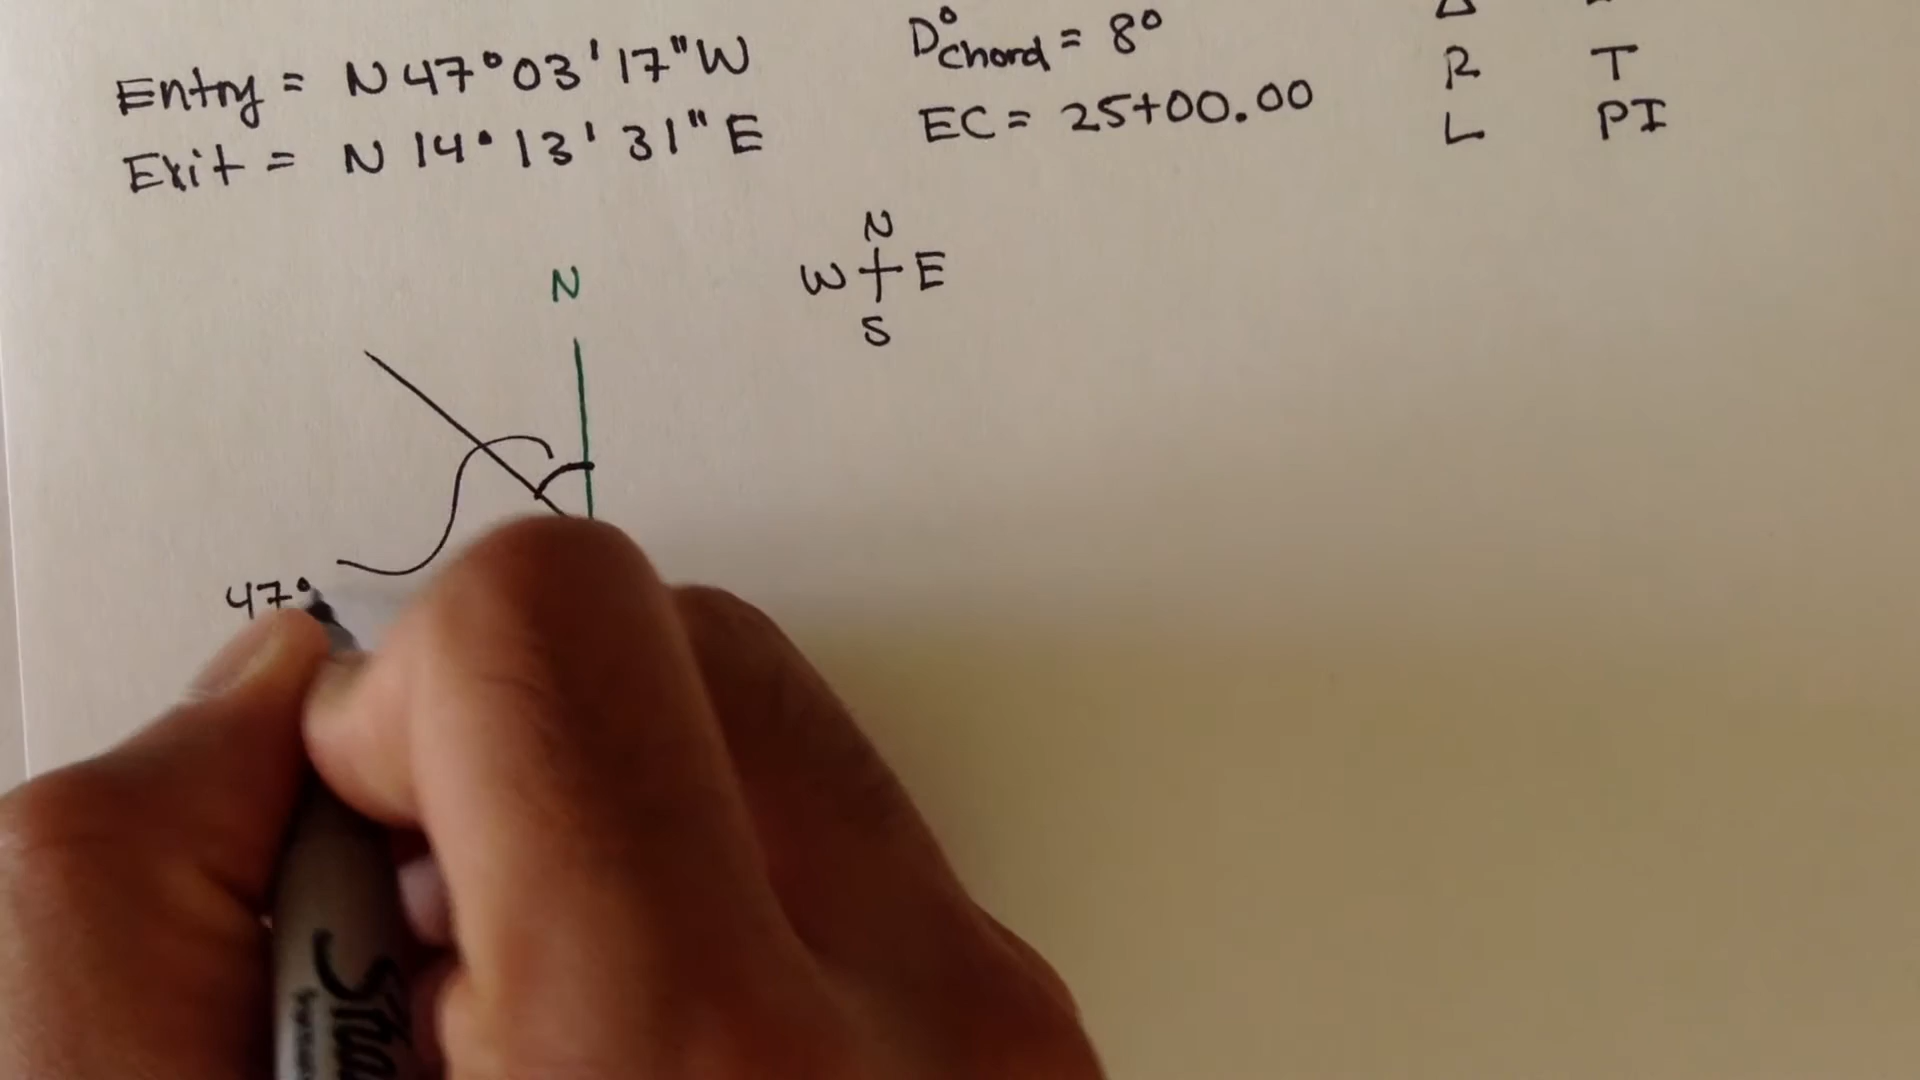 Entry = N 47° 03' 17" W
Exit = N 14° 13' 31" E
D°chord = 8°
EC = 25+00.00
Δ
R T
L PI
N
W E
S
N
47°